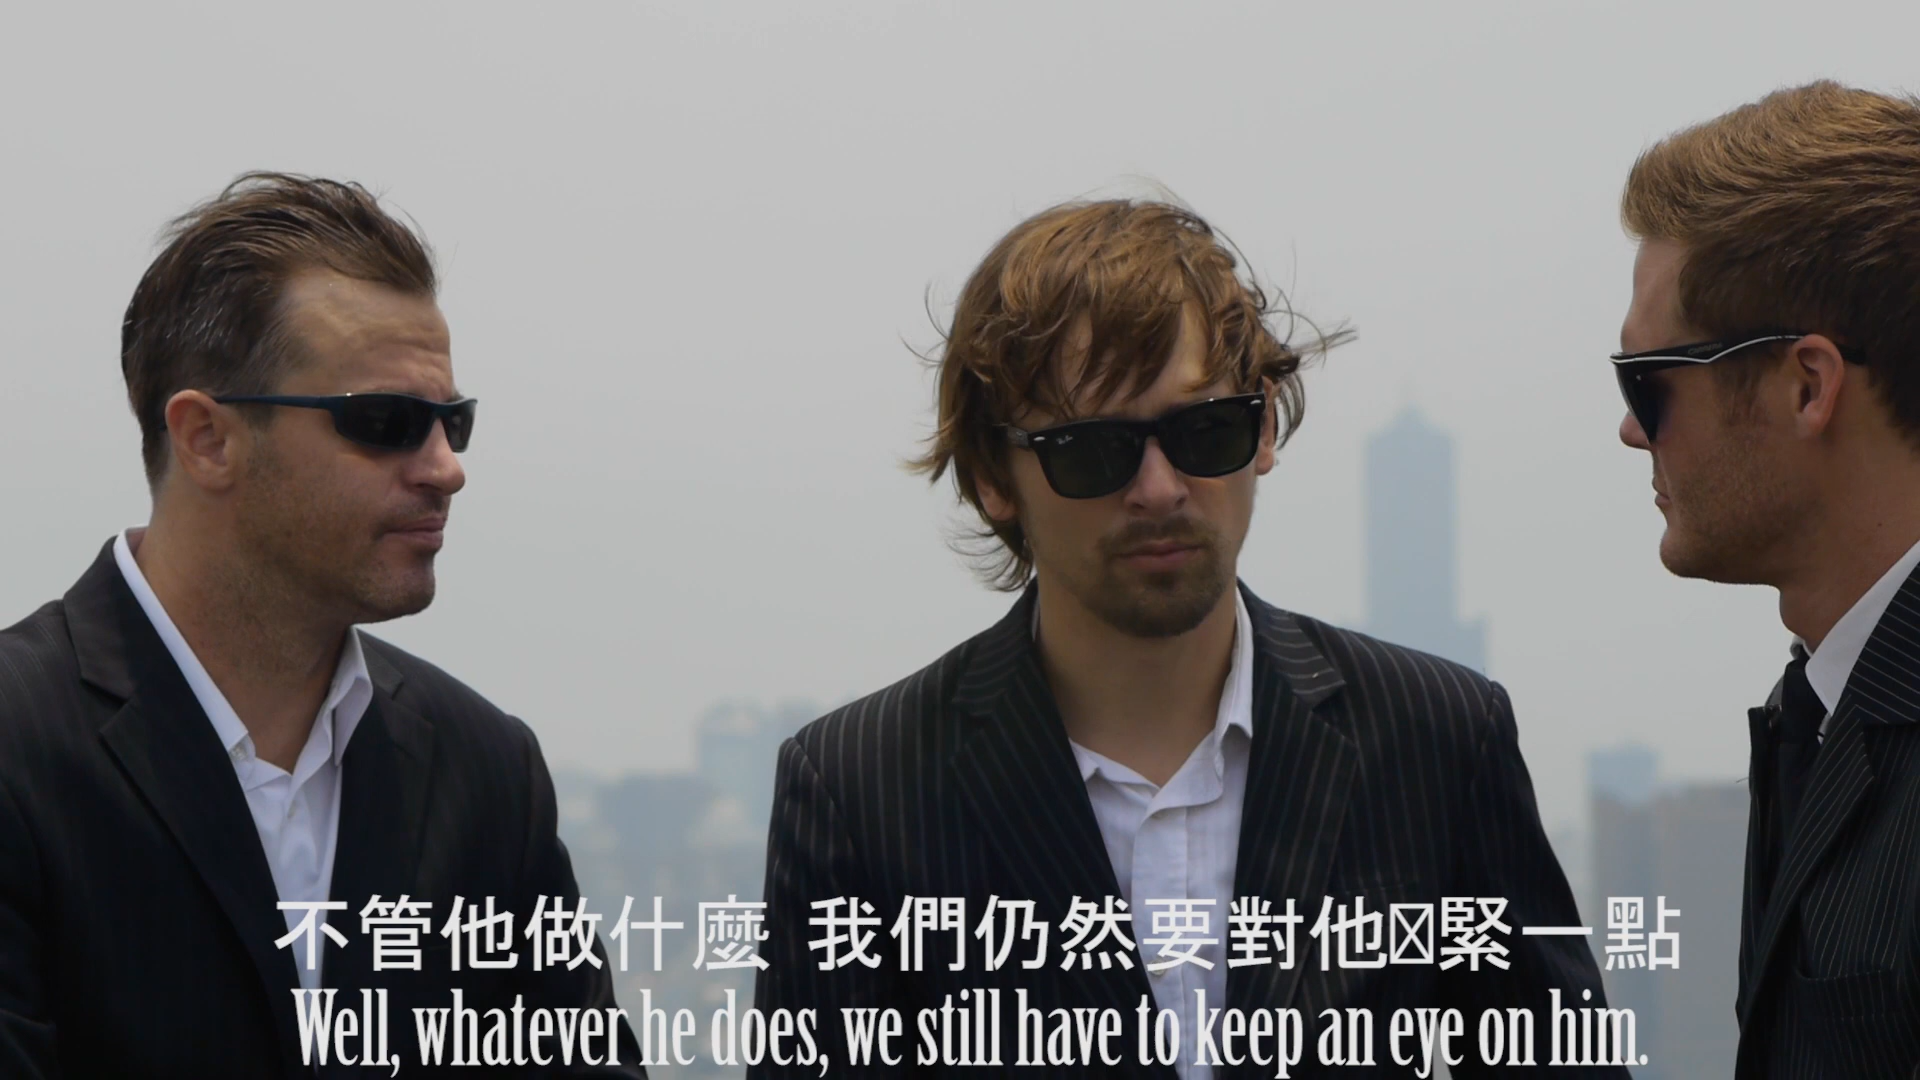 不管他做什麼 我們仍然要對他緊一點
Well, whatever he does, we still have to keep an eye on him.